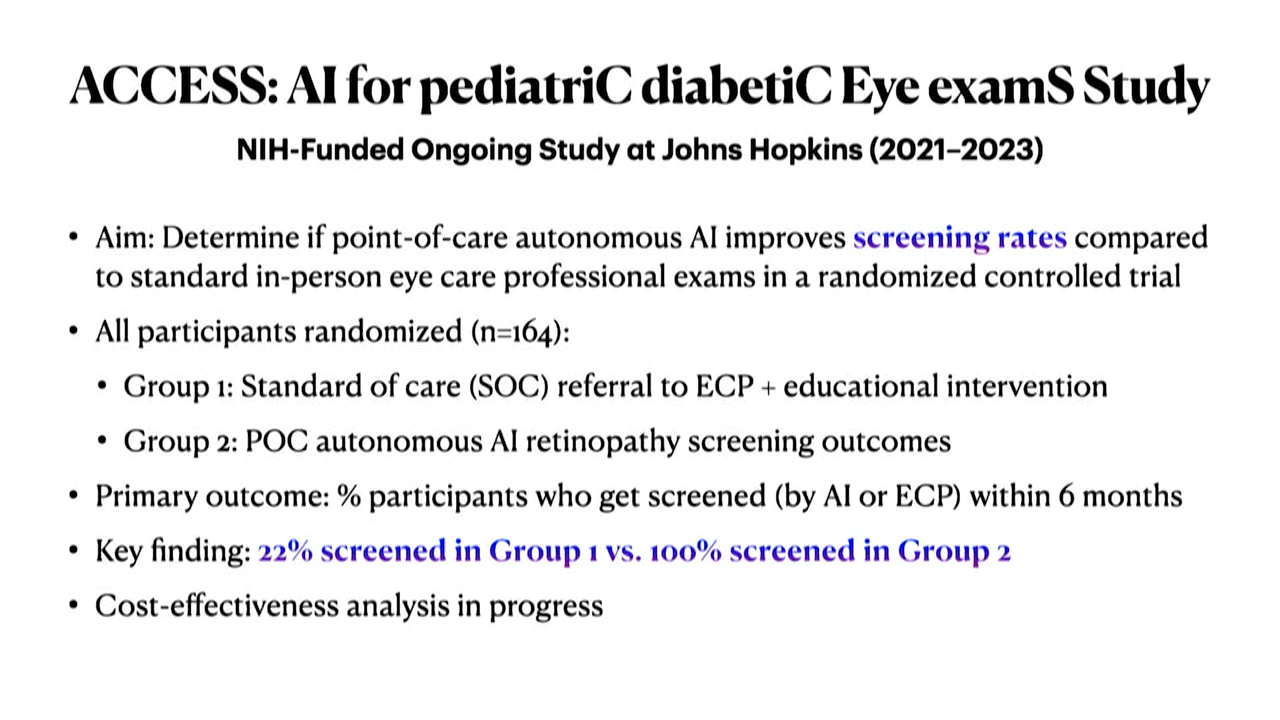 ACCESS: AI for pediatriC diabetiC Eye examS Study
NIH-Funded Ongoing Study at Johns Hopkins (2021–2023)
• Aim: Determine if point-of-care autonomous AI improves screening rates compared
to standard in-person eye care professional exams in a randomized controlled trial
• All participants randomized (n=164):
• Group 1: Standard of care (SOC) referral to ECP + educational intervention
• Group 2: POC autonomous AI retinopathy screening outcomes
• Primary outcome: % participants who get screened (by AI or ECP) within 6 months
• Key finding: 22% screened in Group 1 vs. 100% screened in Group 2
• Cost-effectiveness analysis in progress